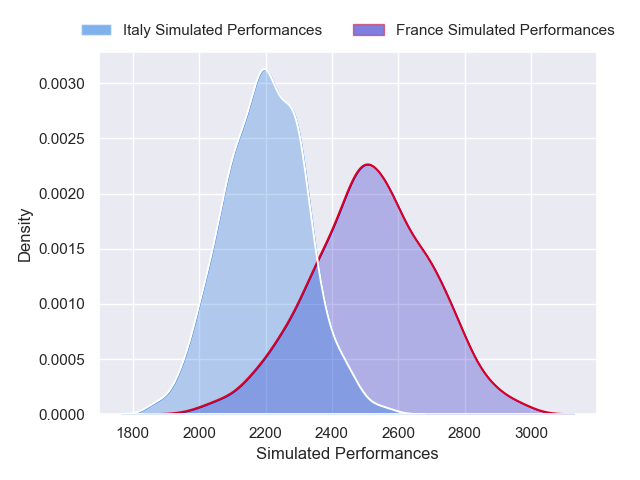 Italy Simulated Performances France Simulated Performances
0.0030
0.0025
0.0020
0.0015
0.0010
0.0005
0.0000
Density
1800 2000 2200 2400 2600 2800 3000
Simulated Performances